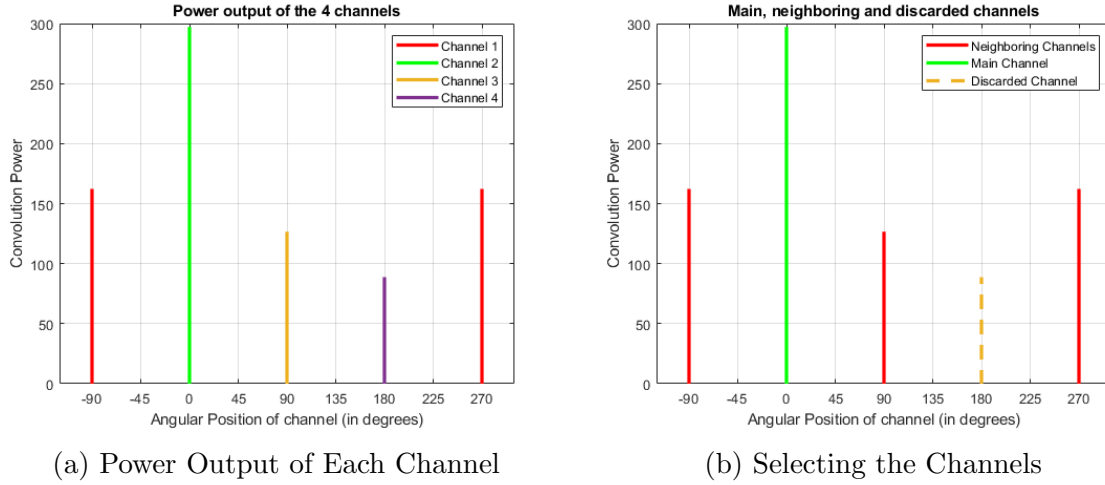 Power output of the 4 channels
300
250
200
150
100
50
0
Convolution Power
-90 -45 0 45 90 135 180 225 270
Angular Position of channel (in degrees)
Channel 1
Channel 2
Channel 3
Channel 4
(a) Power Output of Each Channel
Main, neighboring and discarded channels
300
250
200
150
100
50
0
Convolution Power
-90 -45 0 45 90 135 180 225 270
Angular Position of channel (in degrees)
Neighboring Channels
Main Channel
Discarded Channel
(b) Selecting the Channels